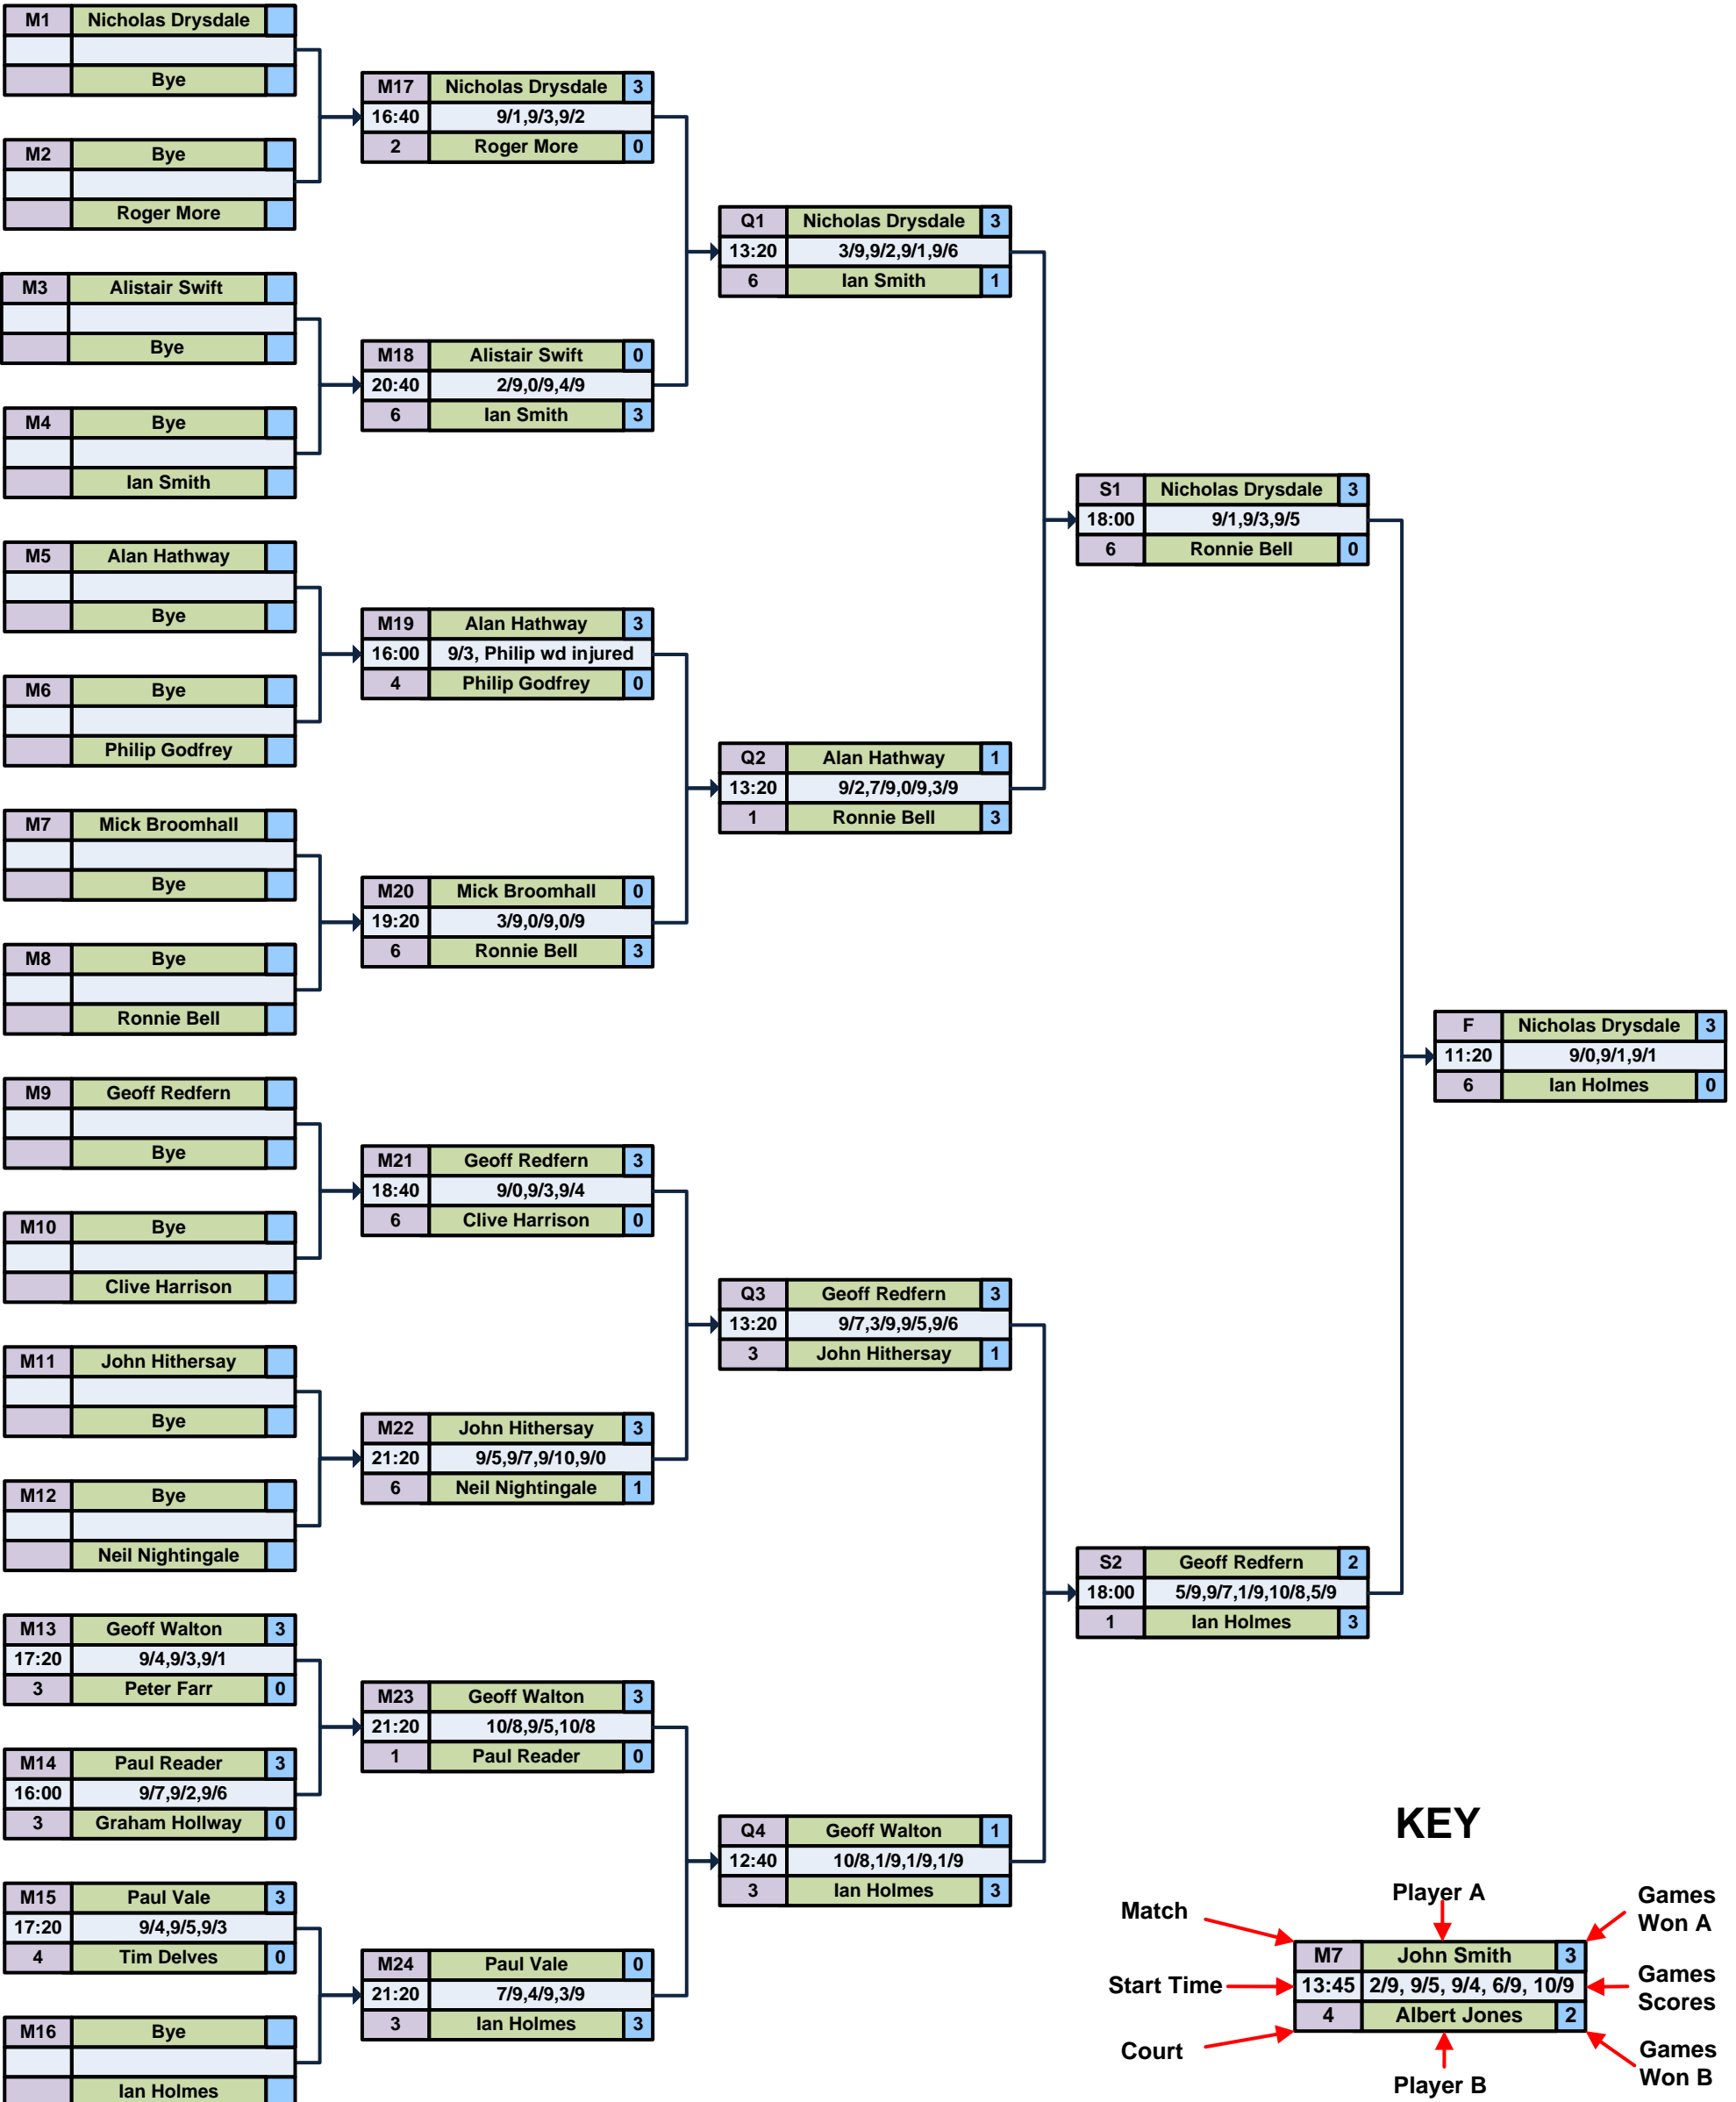 M1 Nicholas Drysdale
Bye
M2 Bye
Roger More
M3 Alistair Swift
Bye
M4 Bye
Ian Smith
M5 Alan Hathway
Bye
M6 Bye
Philip Godfrey
M7 Mick Broomhall
Bye
M8 Bye
Ronnie Bell
M9 Geoff Redfern
Bye
M10 Bye
Clive Harrison
M11 John Hithersay
Bye
M12 Bye
Neil Nightingale
M13 Geoff Walton 3
17:20 9/4,9/3,9/1
3 Peter Farr 0
M14 Paul Reader 3
16:00 9/7,9/2,9/6
3 Graham Hollway 0
M15 Paul Vale 3
17:20 9/4,9/5,9/3
4 Tim Delves 0
M16 Bye
Ian Holmes
M17 Nicholas Drysdale 3
16:40 9/1,9/3,9/2
2 Roger More 0
M18 Alistair Swift 0
20:40 2/9,0/9,4/9
6 Ian Smith 3
M19 Alan Hathway 3
16:00 9/3, Philip wd injured
4 Philip Godfrey 0
M20 Mick Broomhall 0
19:20 3/9,0/9,0/9
6 Ronnie Bell 3
M21 Geoff Redfern 3
18:40 9/0,9/3,9/4
6 Clive Harrison 0
M22 John Hithersay 3
21:20 9/5,9/7,9/10,9/0
6 Neil Nightingale 1
M23 Geoff Walton 3
21:20 10/8,9/5,10/8
1 Paul Reader 0
M24 Paul Vale 0
21:20 7/9,4/9,3/9
3 Ian Holmes 3
Q1 Nicholas Drysdale 3
13:20 3/9,9/2,9/1,9/6
6 Ian Smith 1
Q2 Alan Hathway 1
13:20 9/2,7/9,0/9,3/9
1 Ronnie Bell 3
Q3 Geoff Redfern 3
13:20 9/7,3/9,9/5,9/6
3 John Hithersay 1
Q4 Geoff Walton 1
12:40 10/8,1/9,1/9,1/9
3 Ian Holmes 3
S1 Nicholas Drysdale 3
18:00 9/1,9/3,9/5
6 Ronnie Bell 0
S2 Geoff Redfern 2
18:00 5/9,9/7,1/9,10/8,5/9
1 Ian Holmes 3
F Nicholas Drysdale 3
11:20 9/0,9/1,9/1
6 Ian Holmes 0
KEY
Match
Player A
Games
Won A
M7 John Smith 3
Start Time
13:45 2/9, 9/5, 9/4, 6/9, 10/9
Games
Scores
4 Albert Jones 2
Court
Player B
Games
Won B